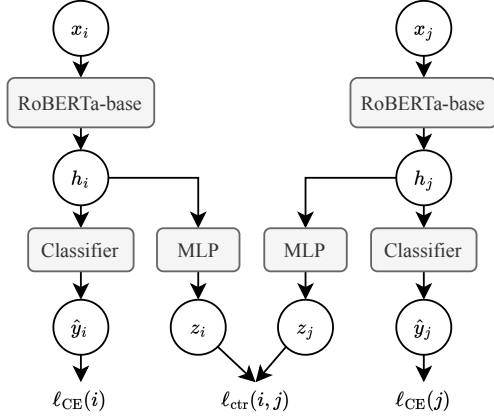 x_i x_j
RoBERTa-base RoBERTa-base
h_i h_j
Classifier MLP MLP Classifier
ŷ_i z_i z_j ŷ_j
ℓ_CE(i) ℓ_ctr(i, j) ℓ_CE(j)